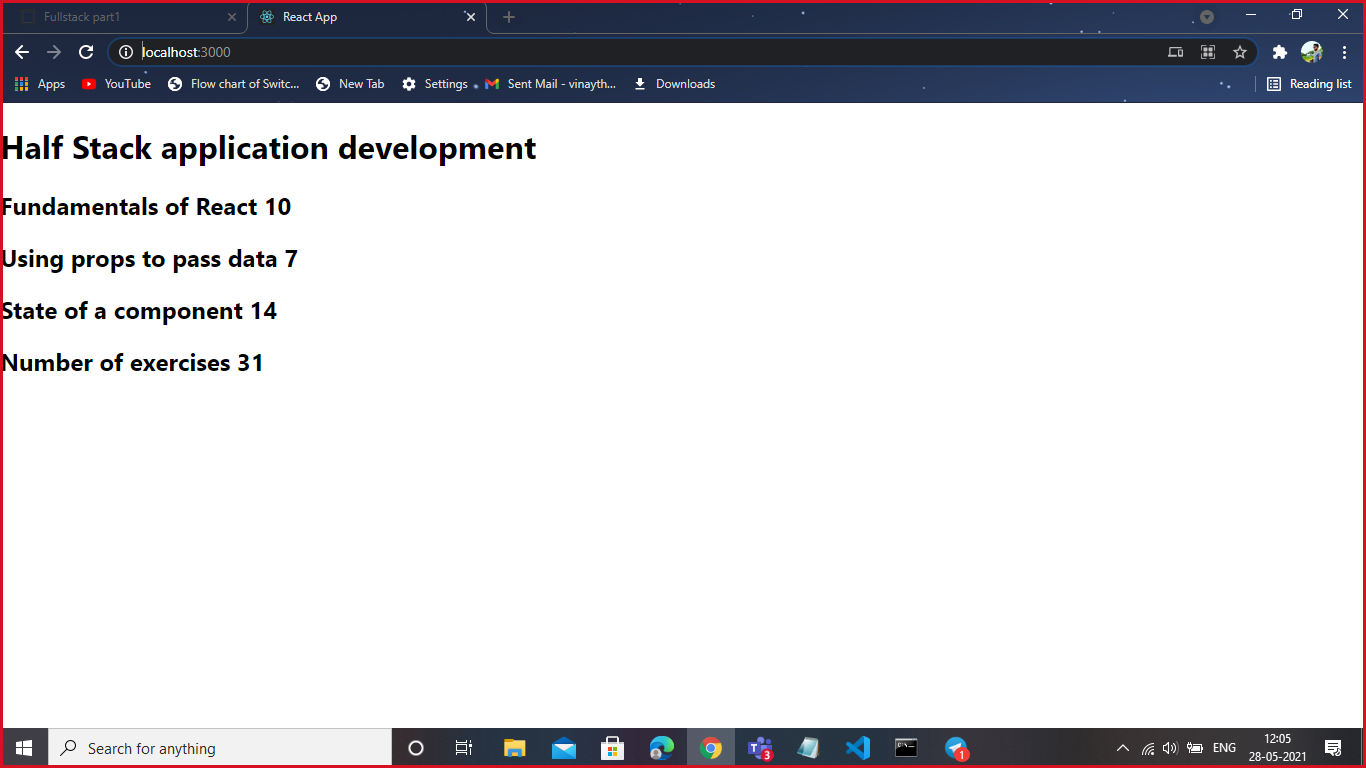 Fullstack part1
React App
localhost:3000
Apps YouTube Flow chart of Switc... New Tab Settings Sent Mail - vinayth... Downloads Reading list
Half Stack application development
Fundamentals of React 10
Using props to pass data 7
State of a component 14
Number of exercises 31
Search for anything
3
1
ENG
12:05
28-05-2021